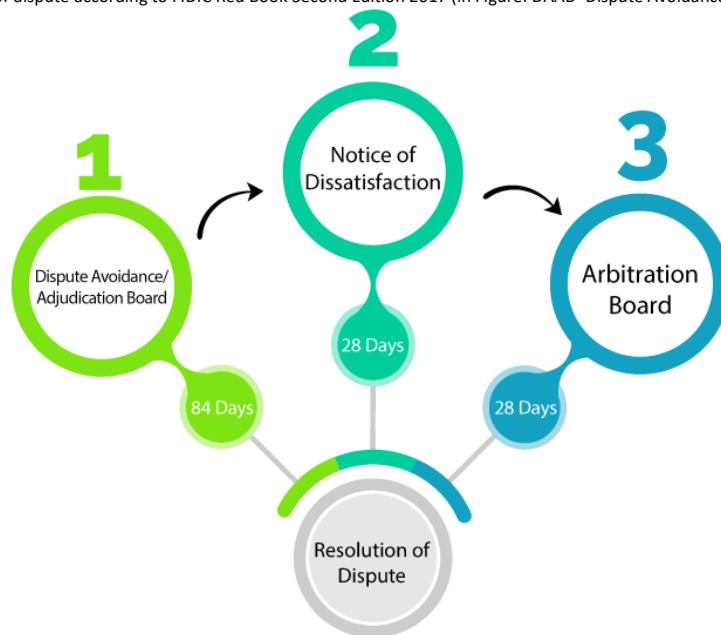 or dispute according to FIDIC Red Book Second Edition 2017 (In Figure: DAAB- Dispute Avoidance
1
Dispute Avoidance/
Adjudication Board
84 Days
2
Notice of
Dissatisfaction
28 Days
3
Arbitration
Board
28 Days
Resolution of
Dispute